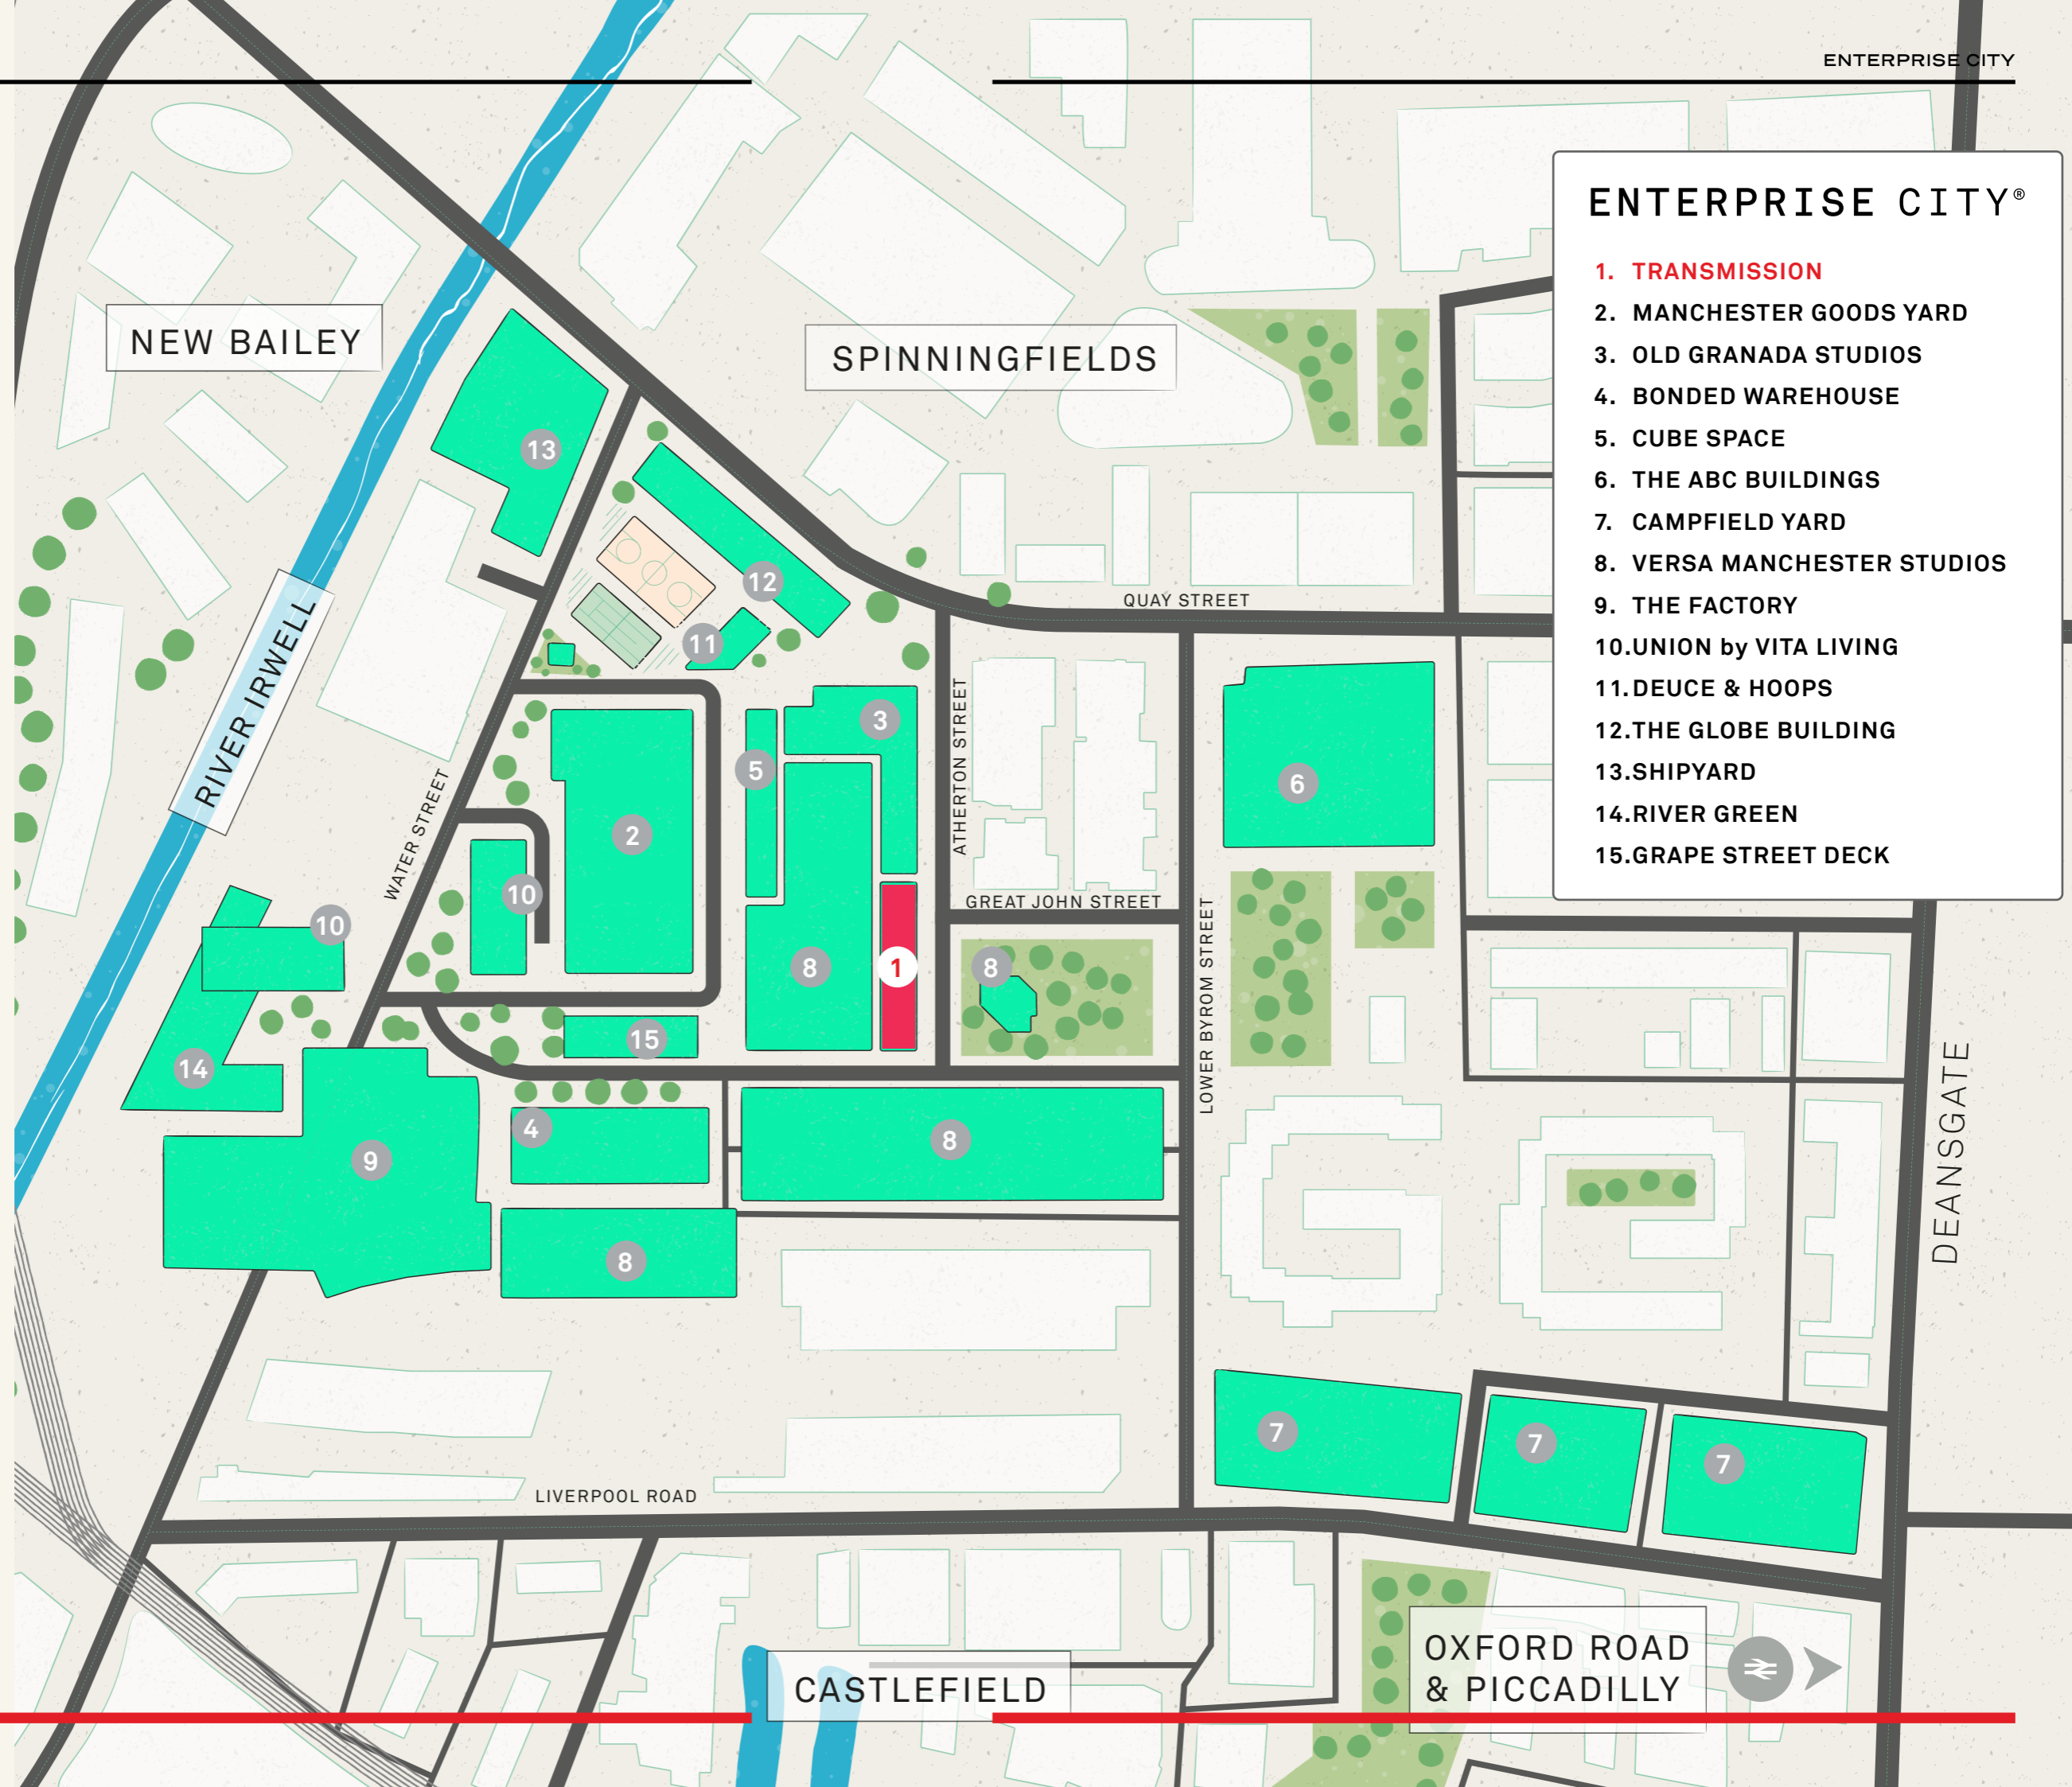 ENTERPRISE CITY
ENTERPRISE CITY®
1. TRANSMISSION
2. MANCHESTER GOODS YARD
3. OLD GRANADA STUDIOS
4. BONDED WAREHOUSE
5. CUBE SPACE
6. THE ABC BUILDINGS
7. CAMPFIELD YARD
8. VERSA MANCHESTER STUDIOS
9. THE FACTORY
10.UNION by VITA LIVING
11.DEUCE & HOOPS
12.THE GLOBE BUILDING
13.SHIPYARD
14.RIVER GREEN
15.GRAPE STREET DECK
NEW BAILEY
SPINNINGFIELDS
13
12
QUAY STREET
11
RIVER IRWELL
3
5
ATHERTON STREET
6
2
WATER STREET
10
GREAT JOHN STREET
10
8
1
8
LOWER BYROM STREET
15
14
4
8
9
DEANSGATE
8
7
7
7
LIVERPOOL ROAD
CASTLEFIELD
OXFORD ROAD
& PICCADILLY